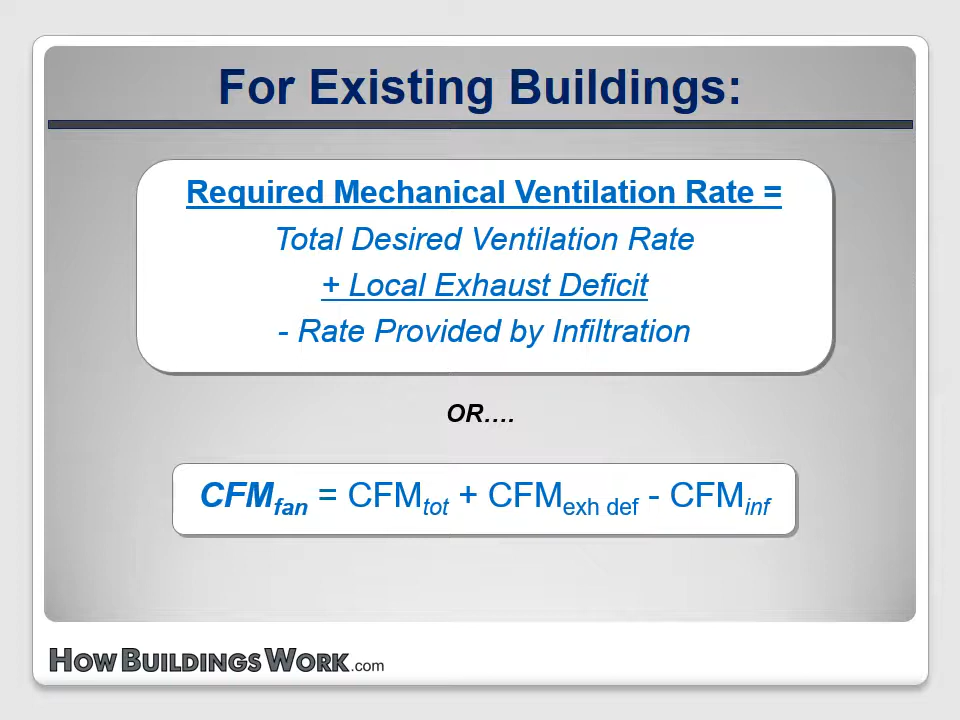 For Existing Buildings:
Required Mechanical Ventilation Rate =
Total Desired Ventilation Rate
+ Local Exhaust Deficit
- Rate Provided by Infiltration
OR....
CFMfan = CFMtot + CFMexh def - CFMinf
HOWBUILDINGSWORK.com